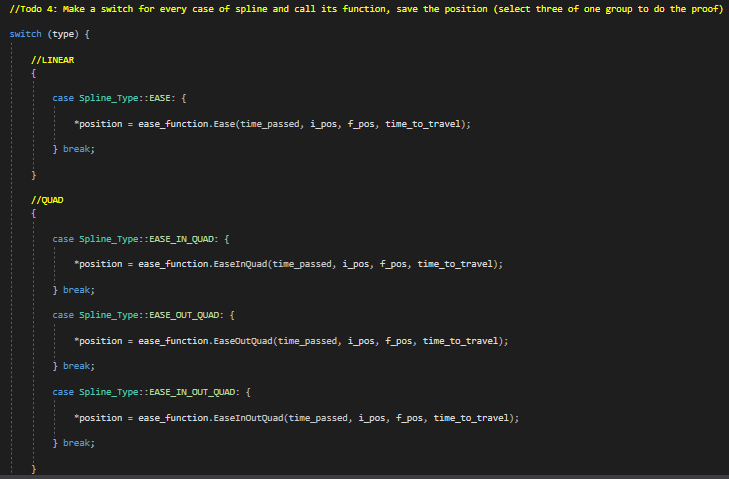 //Todo 4: Make a switch for every case of spline and call its function, save the position (select three of one group to do the proof)
switch (type) {
//LINEAR
{
case Spline_Type::EASE: {
*position = ease_function.Ease(time_passed, i_pos, f_pos, time_to_travel);
} break;
}
//QUAD
{
case Spline_Type::EASE_IN_QUAD: {
*position = ease_function.EaseInQuad(time_passed, i_pos, f_pos, time_to_travel);
} break;
case Spline_Type::EASE_OUT_QUAD: {
*position = ease_function.EaseOutQuad(time_passed, i_pos, f_pos, time_to_travel);
} break;
case Spline_Type::EASE_IN_OUT_QUAD: {
*position = ease_function.EaseInOutQuad(time_passed, i_pos, f_pos, time_to_travel);
} break;
}